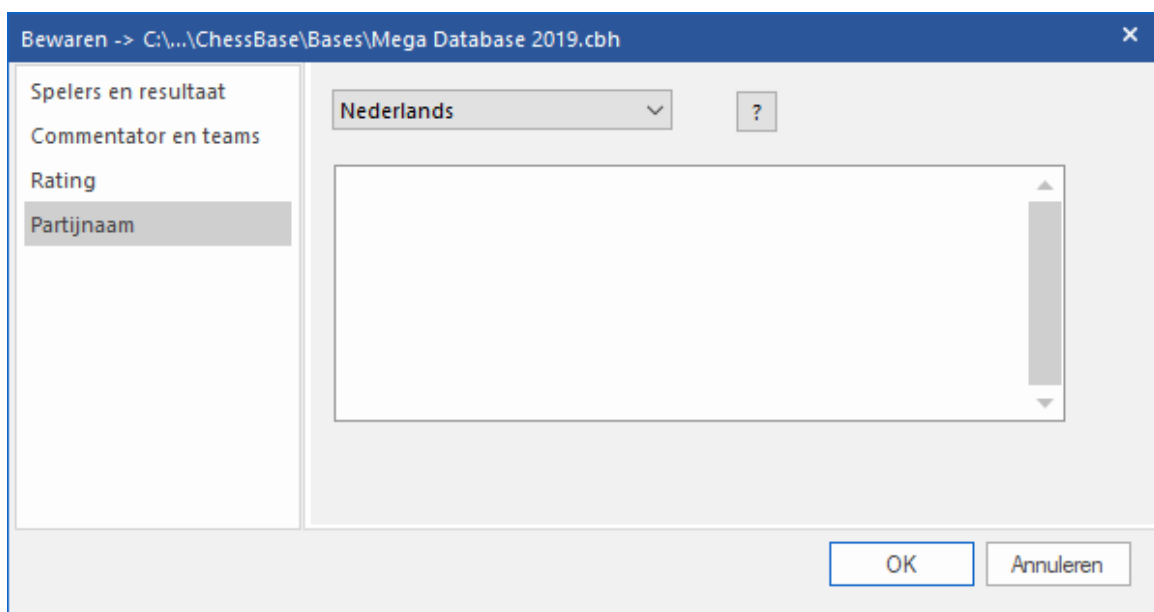 Bewaren -> C:\...\ChessBase\Bases\Mega Database 2019.cbh
Spelers en resultaat
Commentator en teams
Rating
Partijnaam
Nederlands
?
OK
Annuleren